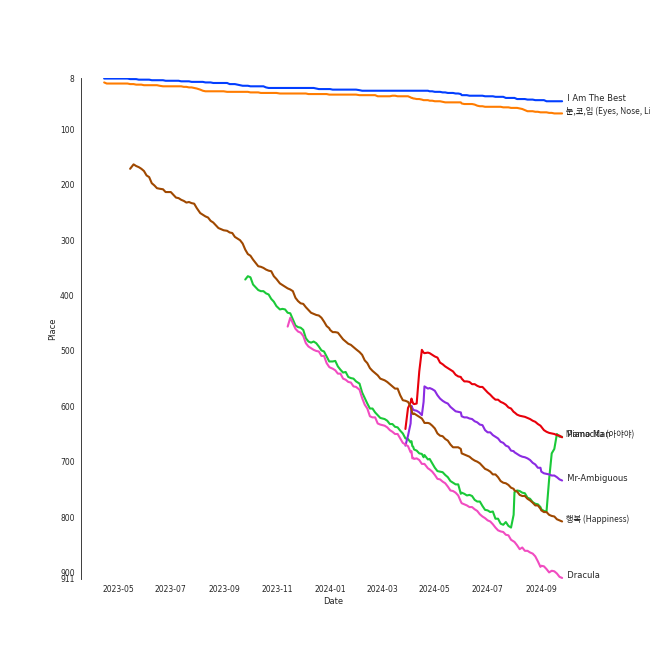 8
I Am The Best
눈,코,입 (Eyes, Nose, Li
100
200
300
400
500
600
700
800
900
911
Place
Mr-Ambiguous
행복 (Happiness)
Dracula
2023-05
2023-07
2023-09
2023-11
2024-01
2024-03
2024-05
2024-07
2024-09
Date